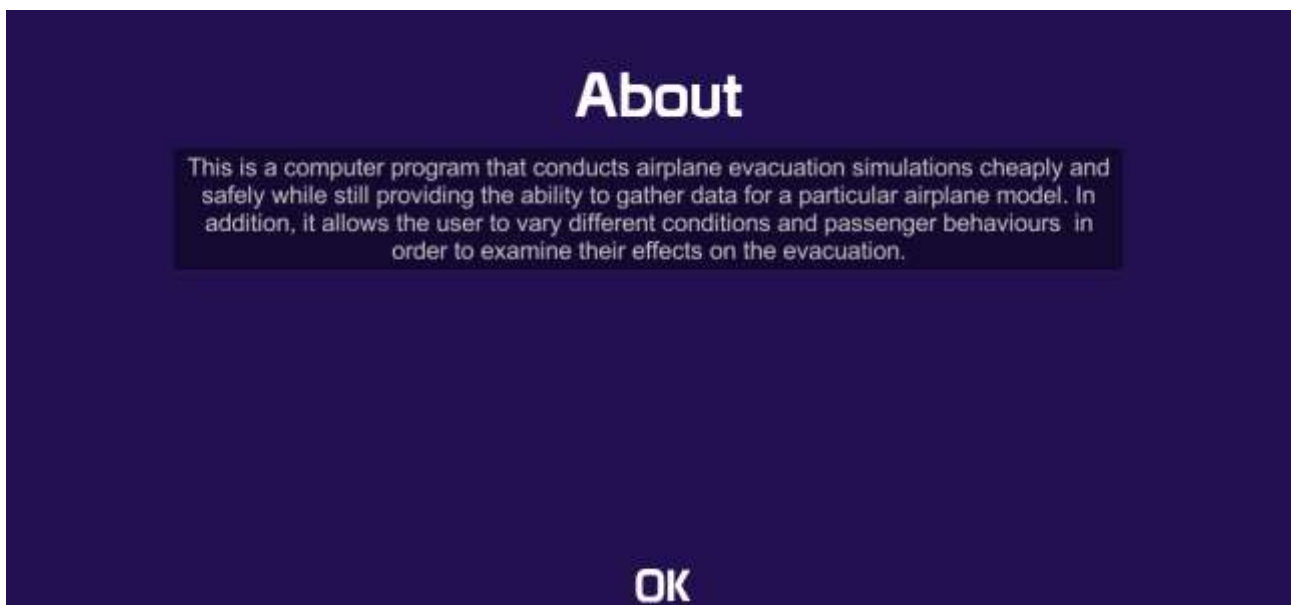 About
This is a computer program that conducts airplane evacuation simulations cheaply and
safely while still providing the ability to gather data for a particular airplane model. In
addition, it allows the user to vary different conditions and passenger behaviours  in
order to examine their effects on the evacuation.
OK